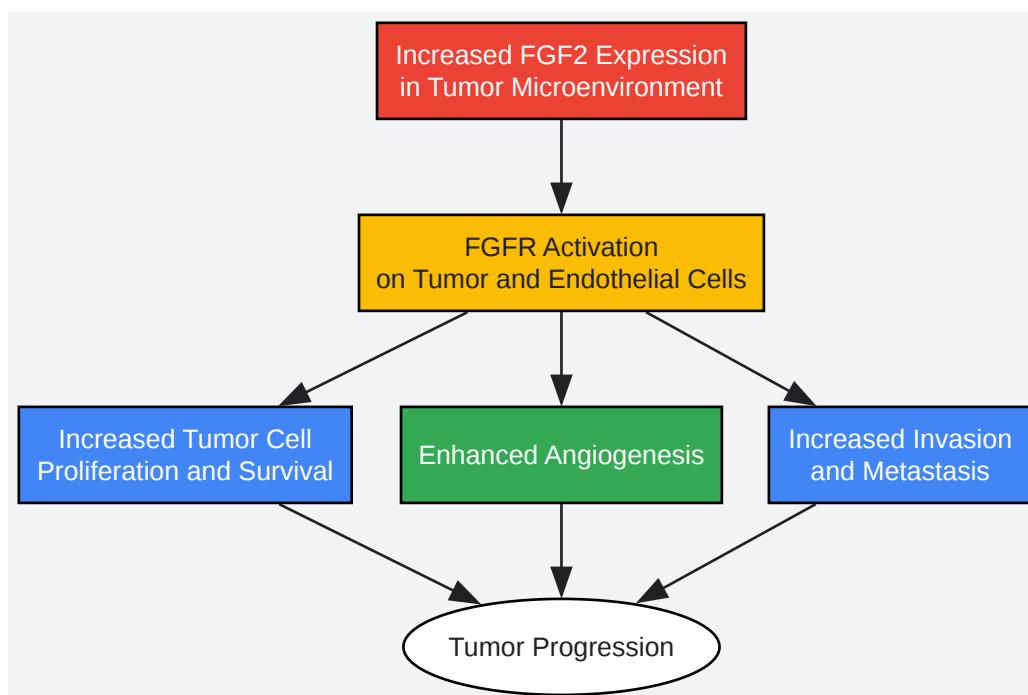 Increased FGF2 Expression
in Tumor Microenvironment
FGFR Activation
on Tumor and Endothelial Cells
Increased Tumor Cell
Proliferation and Survival
Enhanced Angiogenesis
Increased Invasion
and Metastasis
Tumor Progression